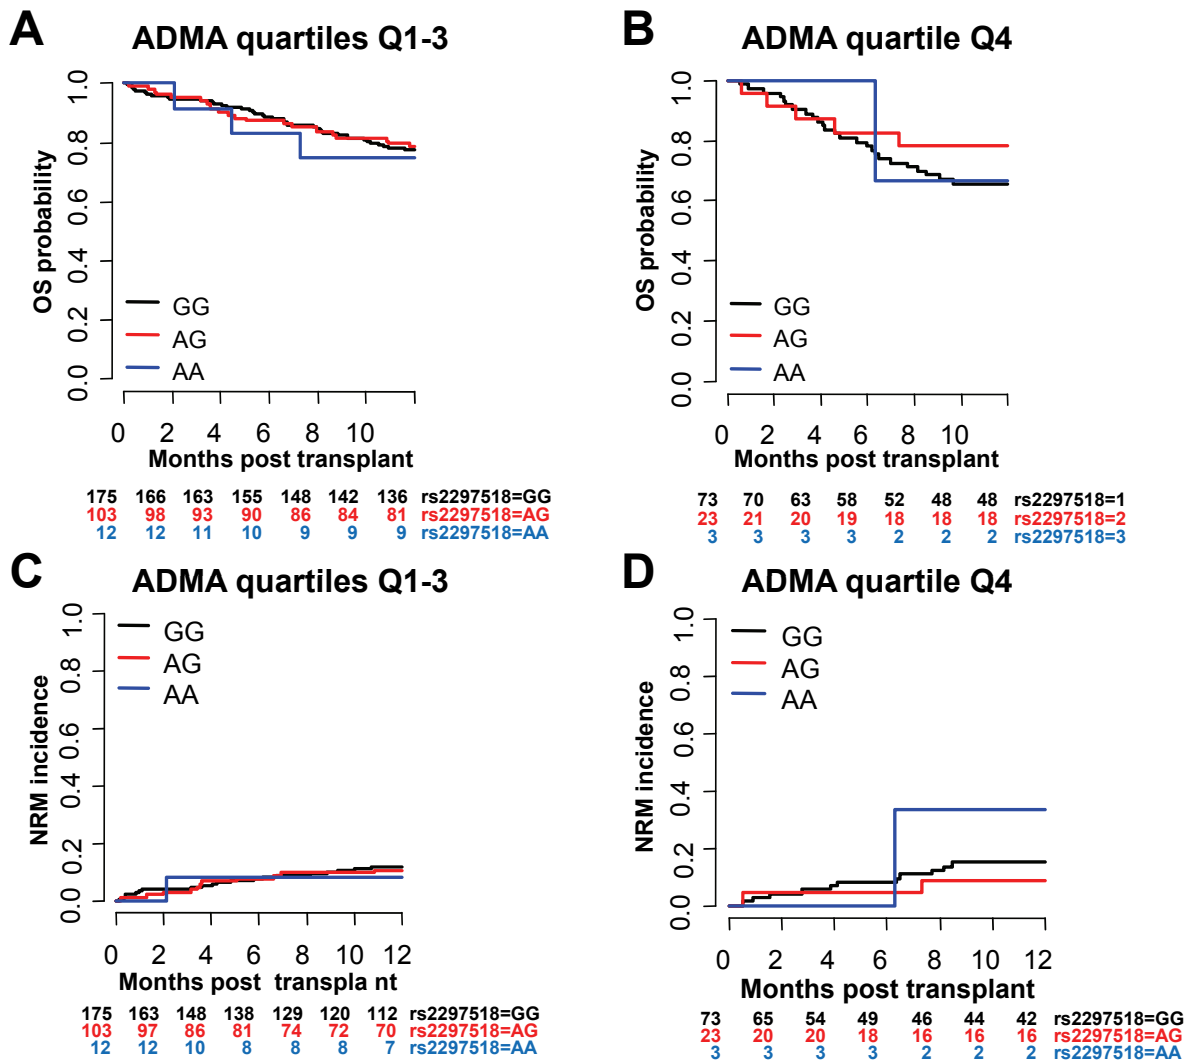 A
ADMA quartiles Q1-3
OS probability
1.0
0.8
0.6
0.4
0.2
0.0
GG
AG
AA
0 2 4 6 8 10
Months post transplant
175 166 163 155 148 142 136 rs2297518=GG
103 98 93 90 86 84 81 rs2297518=AG
12 12 11 10 9 9 9 rs2297518=AA
B
ADMA quartile Q4
OS probability
1.0
0.8
0.6
0.4
0.2
0.0
GG
AG
AA
0 2 4 6 8 10
Months post transplant
73 70 63 58 52 48 48 rs2297518=1
23 21 20 19 18 18 18 rs2297518=2
3 3 3 3 2 2 2 rs2297518=3
C
ADMA quartiles Q1-3
NRM incidence
1.0
0.8
0.6
0.4
0.2
0.0
GG
AG
AA
0 2 4 6 8 10 12
Months post transpla nt
175 163 148 138 129 120 112 rs2297518=GG
103 97 86 81 74 72 70 rs2297518=AG
12 12 10 8 8 8 7 rs2297518=AA
D
ADMA quartile Q4
NRM incidence
1.0
0.8
0.6
0.4
0.2
0.0
GG
AG
AA
0 2 4 6 8 10 12
Months post transplant
73 65 54 49 46 44 42 rs2297518=GG
23 20 20 18 16 16 16 rs2297518=AG
3 3 3 3 2 2 2 rs2297518=AA